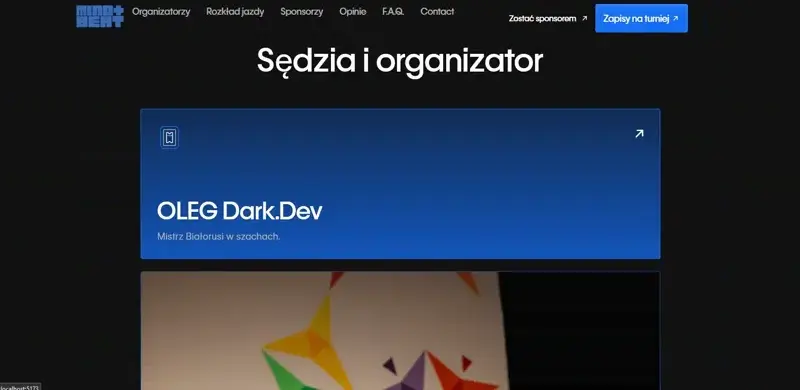 MIND+
BEAT
Organizatorzy Rozkład jazdy Sponsorzy Opinie F.A.Q. Contact
Zostać sponsorem ↗ Zapisy na turniej ↗
Sędzia i organizator
OLEG Dark.Dev
Mistrz Białorusi w szachach.
localhost:5173